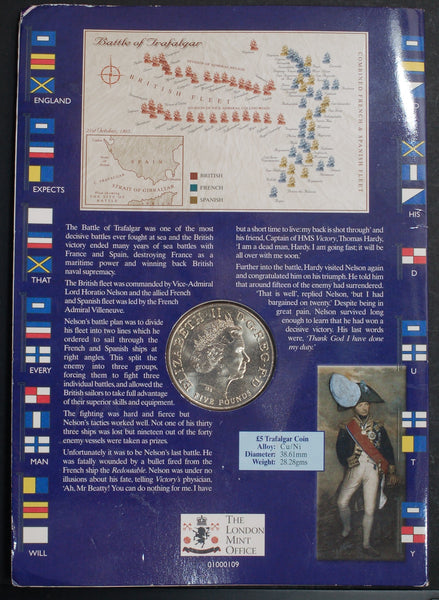 Battle of Trafalgar
DIVISION OF ADMIRAL NELSON
BRITISH FLEET
DIVISION OF ADMIRAL COLLINGWOOD
COMBINED FRENCH & SPANISH FLEET
21st October, 1805
SPAIN
STRAIT OF GIBRALTAR
BRITISH
FRENCH
SPANISH
ENGLAND
EXPECTS
THAT
EVERY
MAN
WILL
The Battle of Trafalgar was one of the
most decisive battles ever fought at sea and the British
victory ended many years of sea battles with
France and Spain, destroying France as a
maritime power and winning back British
naval supremacy.
The British fleet was commanded by Vice-Admiral
Lord Horatio Nelson and the allied French
and Spanish fleet was led by the French
Admiral Villeneuve.
Nelson's battle plan was to divide
his fleet into two lines which he
ordered to sail through the
French and Spanish ships at
right angles. This split the
enemy into three groups,
forcing them to fight three
individual battles, and allowed the
British sailors to take full advantage
of their superior skills and equipment.
The fighting was hard and fierce but
Nelson's tactics worked well. Not one of his thirty
three ships was lost but nineteen out of the forty
enemy vessels were taken as prizes.
Unfortunately it was to be Nelson's last battle. He
was fatally wounded by a bullet fired from the
French ship the Redoutable. Nelson was under no
illusions about his fate, telling Victory's physician,
'Ah, Mr Beatty! You can do nothing for me. I have
but a short time to live; my back is shot through' and
his friend, Captain of HMS Victory, Thomas Hardy,
'I am a dead man, Hardy. I am going fast; it will be
all over with me soon.'
Further into the battle, Hardy visited Nelson again
and congratulated him on his triumph. He told him
that around fifteen of the enemy had surrendered.
'That is well', replied Nelson, 'but I had
bargained on twenty.' Despite being in
great pain, Nelson survived long
enough to learn that he had won a
decisive victory. His last words
were, 'Thank God I have done
my duty.'
ELIZABETH II D·G·REG·F·D
FIVE POUNDS
£5 Trafalgar Coin
Alloy: Cu/Ni
Diameter: 38.61mm
Weight: 28.28gms
THE
LONDON
MINT
OFFICE
01000109
O
HIS
D
U
T
Y